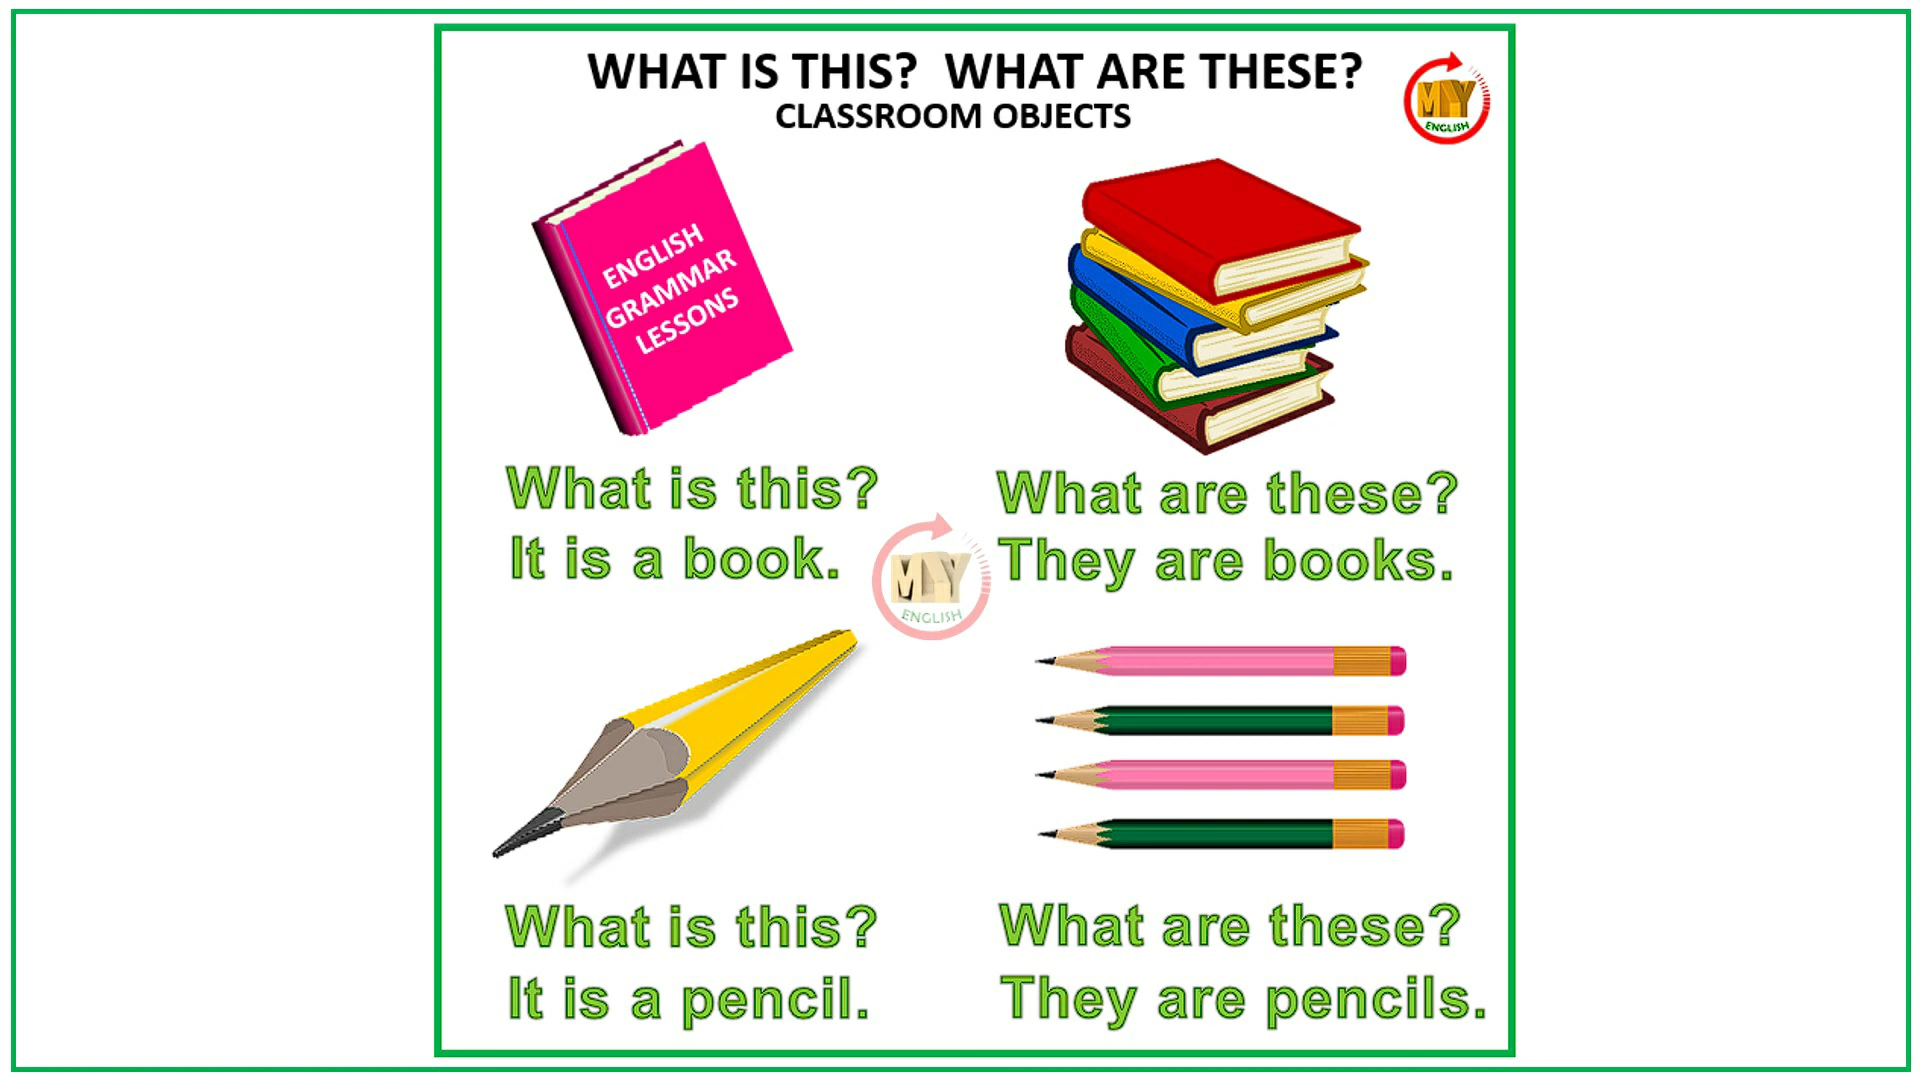 WHAT IS THIS?  WHAT ARE THESE?
CLASSROOM OBJECTS
MY
ENGLISH
ENGLISH
GRAMMAR
LESSONS
What is this?
It is a book.
What are these?
They are books.
MY
ENGLISH
What is this?
It is a pencil.
What are these?
They are pencils.